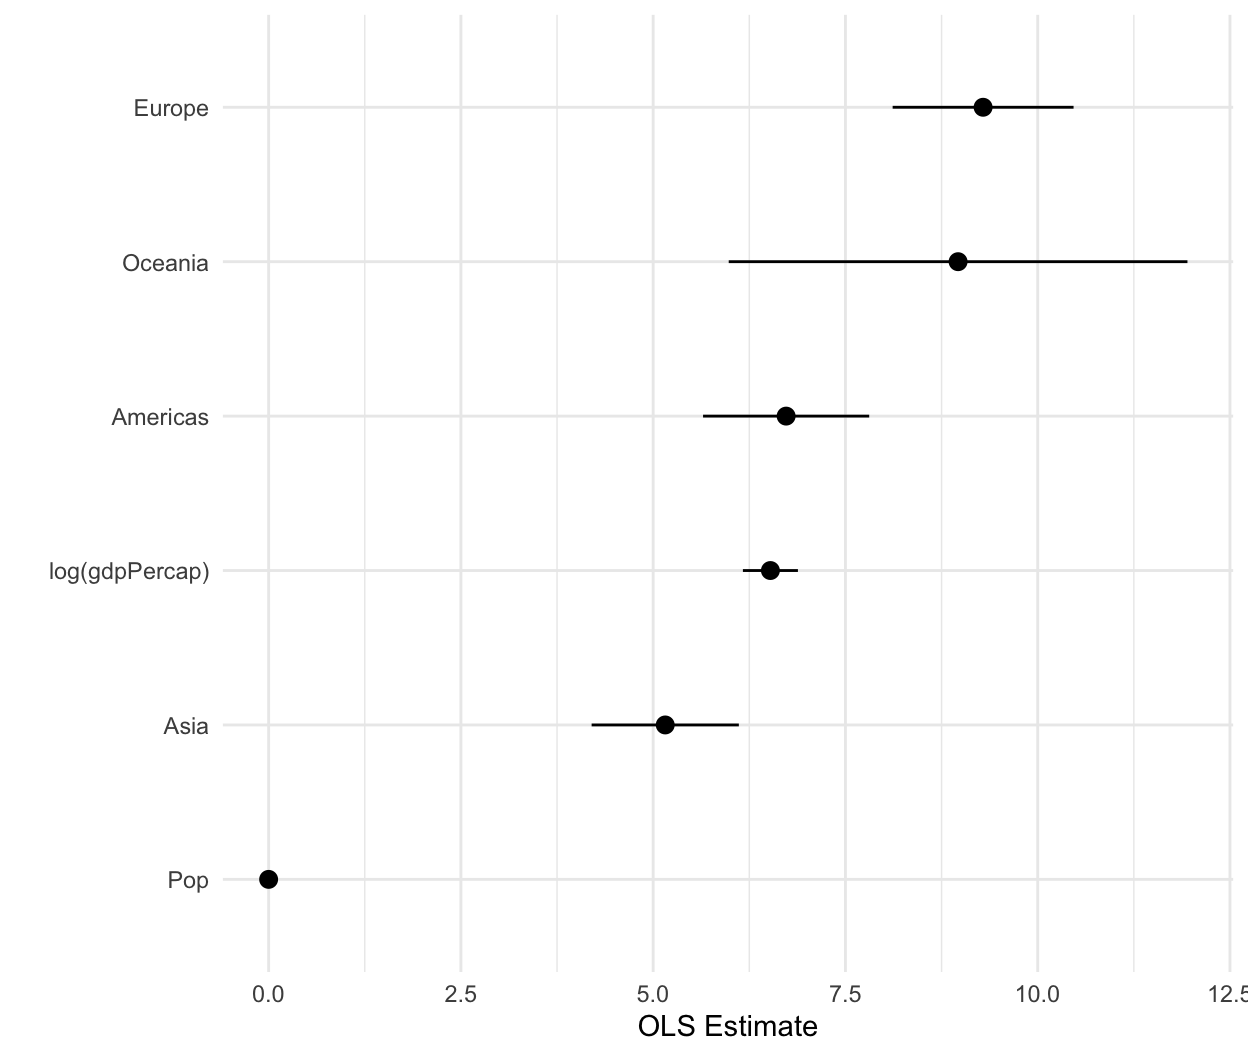 Europe
Oceania
Americas
log(gdpPercap)
Asia
Pop
0.0 2.5 5.0 7.5 10.0 12.5
OLS Estimate